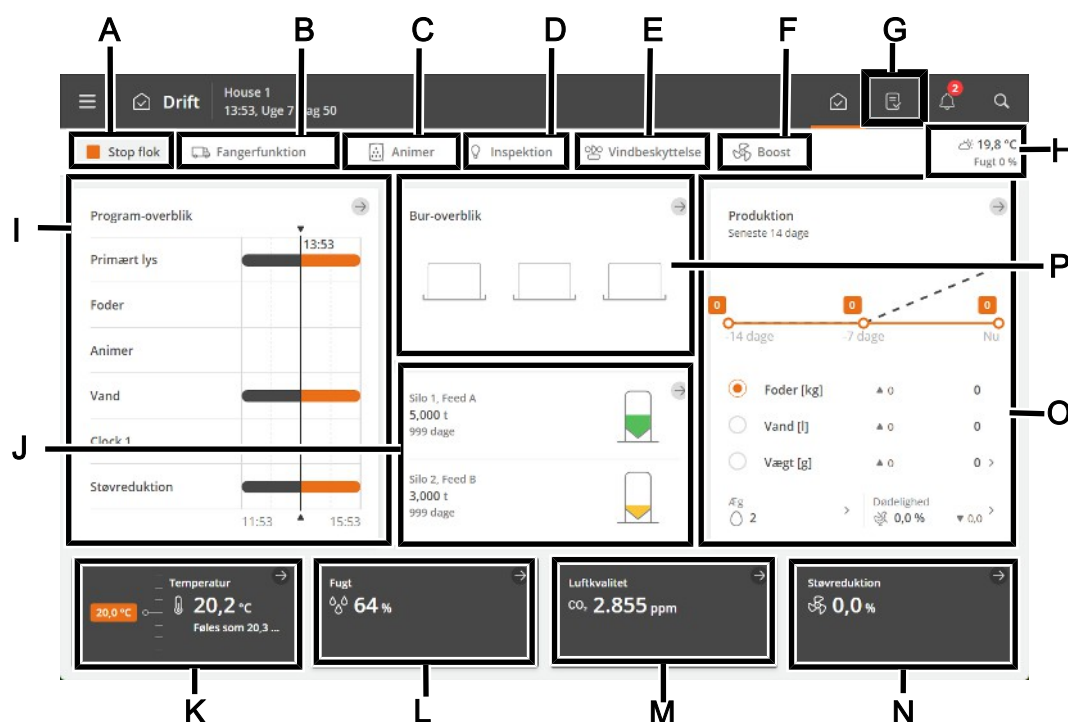 A B C D E F G
House 1
Drift
13:53, Uge 7 ag 50
2
Stop flok Fangerfunktion Animer Inspektion Vindbeskyttelse Boost
19,8 °C
Fugt 0 %
H
I
Program-overblik
13:53
Primært lys
Foder
Animer
Vand
Clock 1
Støvreduktion
11:53 15:53
Bur-overblik
P
J
Silo 1, Feed A
5,000 t
999 dage
Silo 2, Feed B
3,000 t
999 dage
Produktion
Seneste 14 dage
0 0 0
-14 dage -7 dage Nu
Foder [kg] ▲ 0 0
Vand [l] ▲ 0 0
Vægt [g] ▲ 0 0 >
Æg
2 >
Dødelighed
0,0 % ▼ 0,0 >
O
Temperatur
20,0 °C
20,2 °C
Føles som 20,3 ...
Fugt
64 %
Luftkvalitet
CO₂ 2.855 ppm
Støvreduktion
0,0 %
K L M N